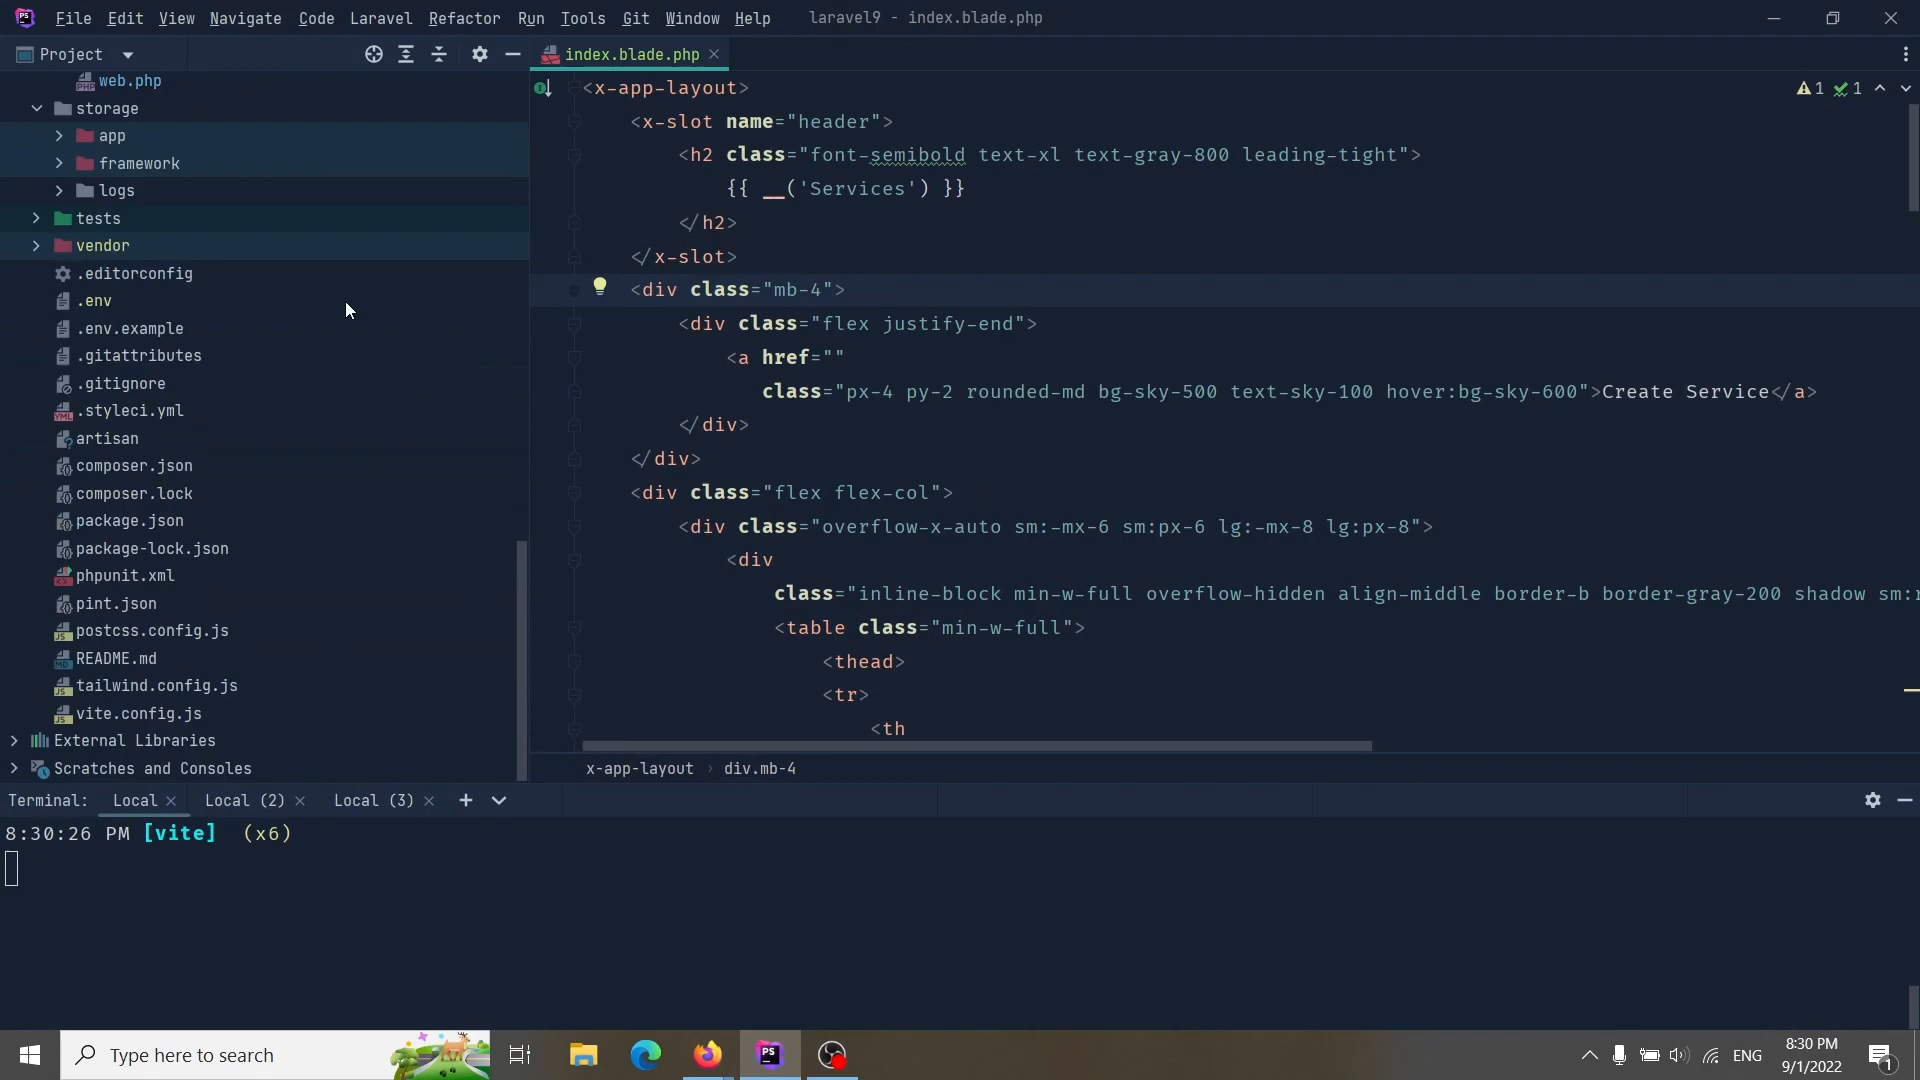 File Edit View Navigate Code Laravel Refactor Run Tools Git Window Help laravel9 - index.blade.php
Project
index.blade.php
web.php
storage
app
framework
logs
tests
vendor
.editorconfig
.env
.env.example
.gitattributes
.gitignore
.styleci.yml
artisan
composer.json
composer.lock
package.json
package-lock.json
phpunit.xml
pint.json
postcss.config.js
README.md
tailwind.config.js
vite.config.js
External Libraries
Scratches and Consoles
1 1
<x-app-layout>
<x-slot name="header">
<h2 class="font-semibold text-xl text-gray-800 leading-tight">
{{ __('Services') }}
</h2>
</x-slot>
<div class="mb-4">
<div class="flex justify-end">
<a href=""
class="px-4 py-2 rounded-md bg-sky-500 text-sky-100 hover:bg-sky-600">Create Service</a>
</div>
</div>
<div class="flex flex-col">
<div class="overflow-x-auto sm:-mx-6 sm:px-6 lg:-mx-8 lg:px-8">
<div
class="inline-block min-w-full overflow-hidden align-middle border-b border-gray-200 shadow sm:r
<table class="min-w-full">
<thead>
<tr>
<th
x-app-layout › div.mb-4
Terminal: Local Local (2) Local (3)
8:30:26 PM [vite] (x6)
Type here to search
ENG
8:30 PM
9/1/2022
1